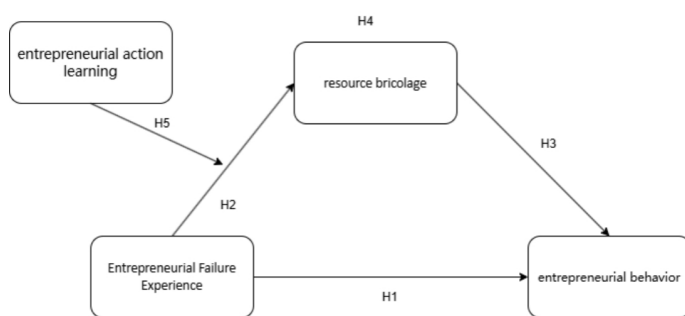 H4
entrepreneurial action
learning
resource bricolage
H5
H3
H2
Entrepreneurial Failure
Experience
entrepreneurial behavior
H1